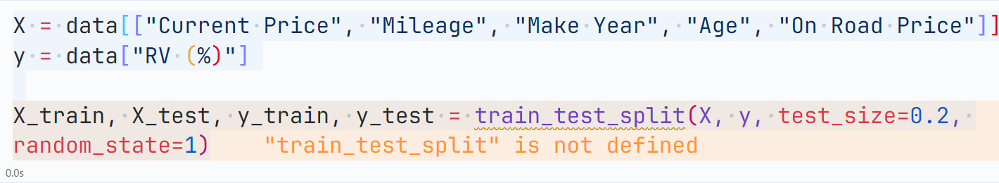 X = data[["Current Price", "Mileage", "Make Year", "Age", "On Road Price"]]
y = data["RV (%)"]
X_train, X_test, y_train, y_test = train_test_split(X, y, test_size=0.2,
random_state=1) "train_test_split" is not defined
0.0s